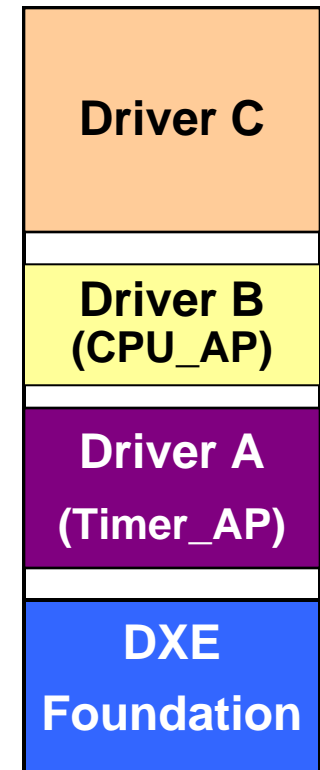 Driver C
Driver B
(CPU_AP)
Driver A
(Timer_AP)
DXE
Foundation